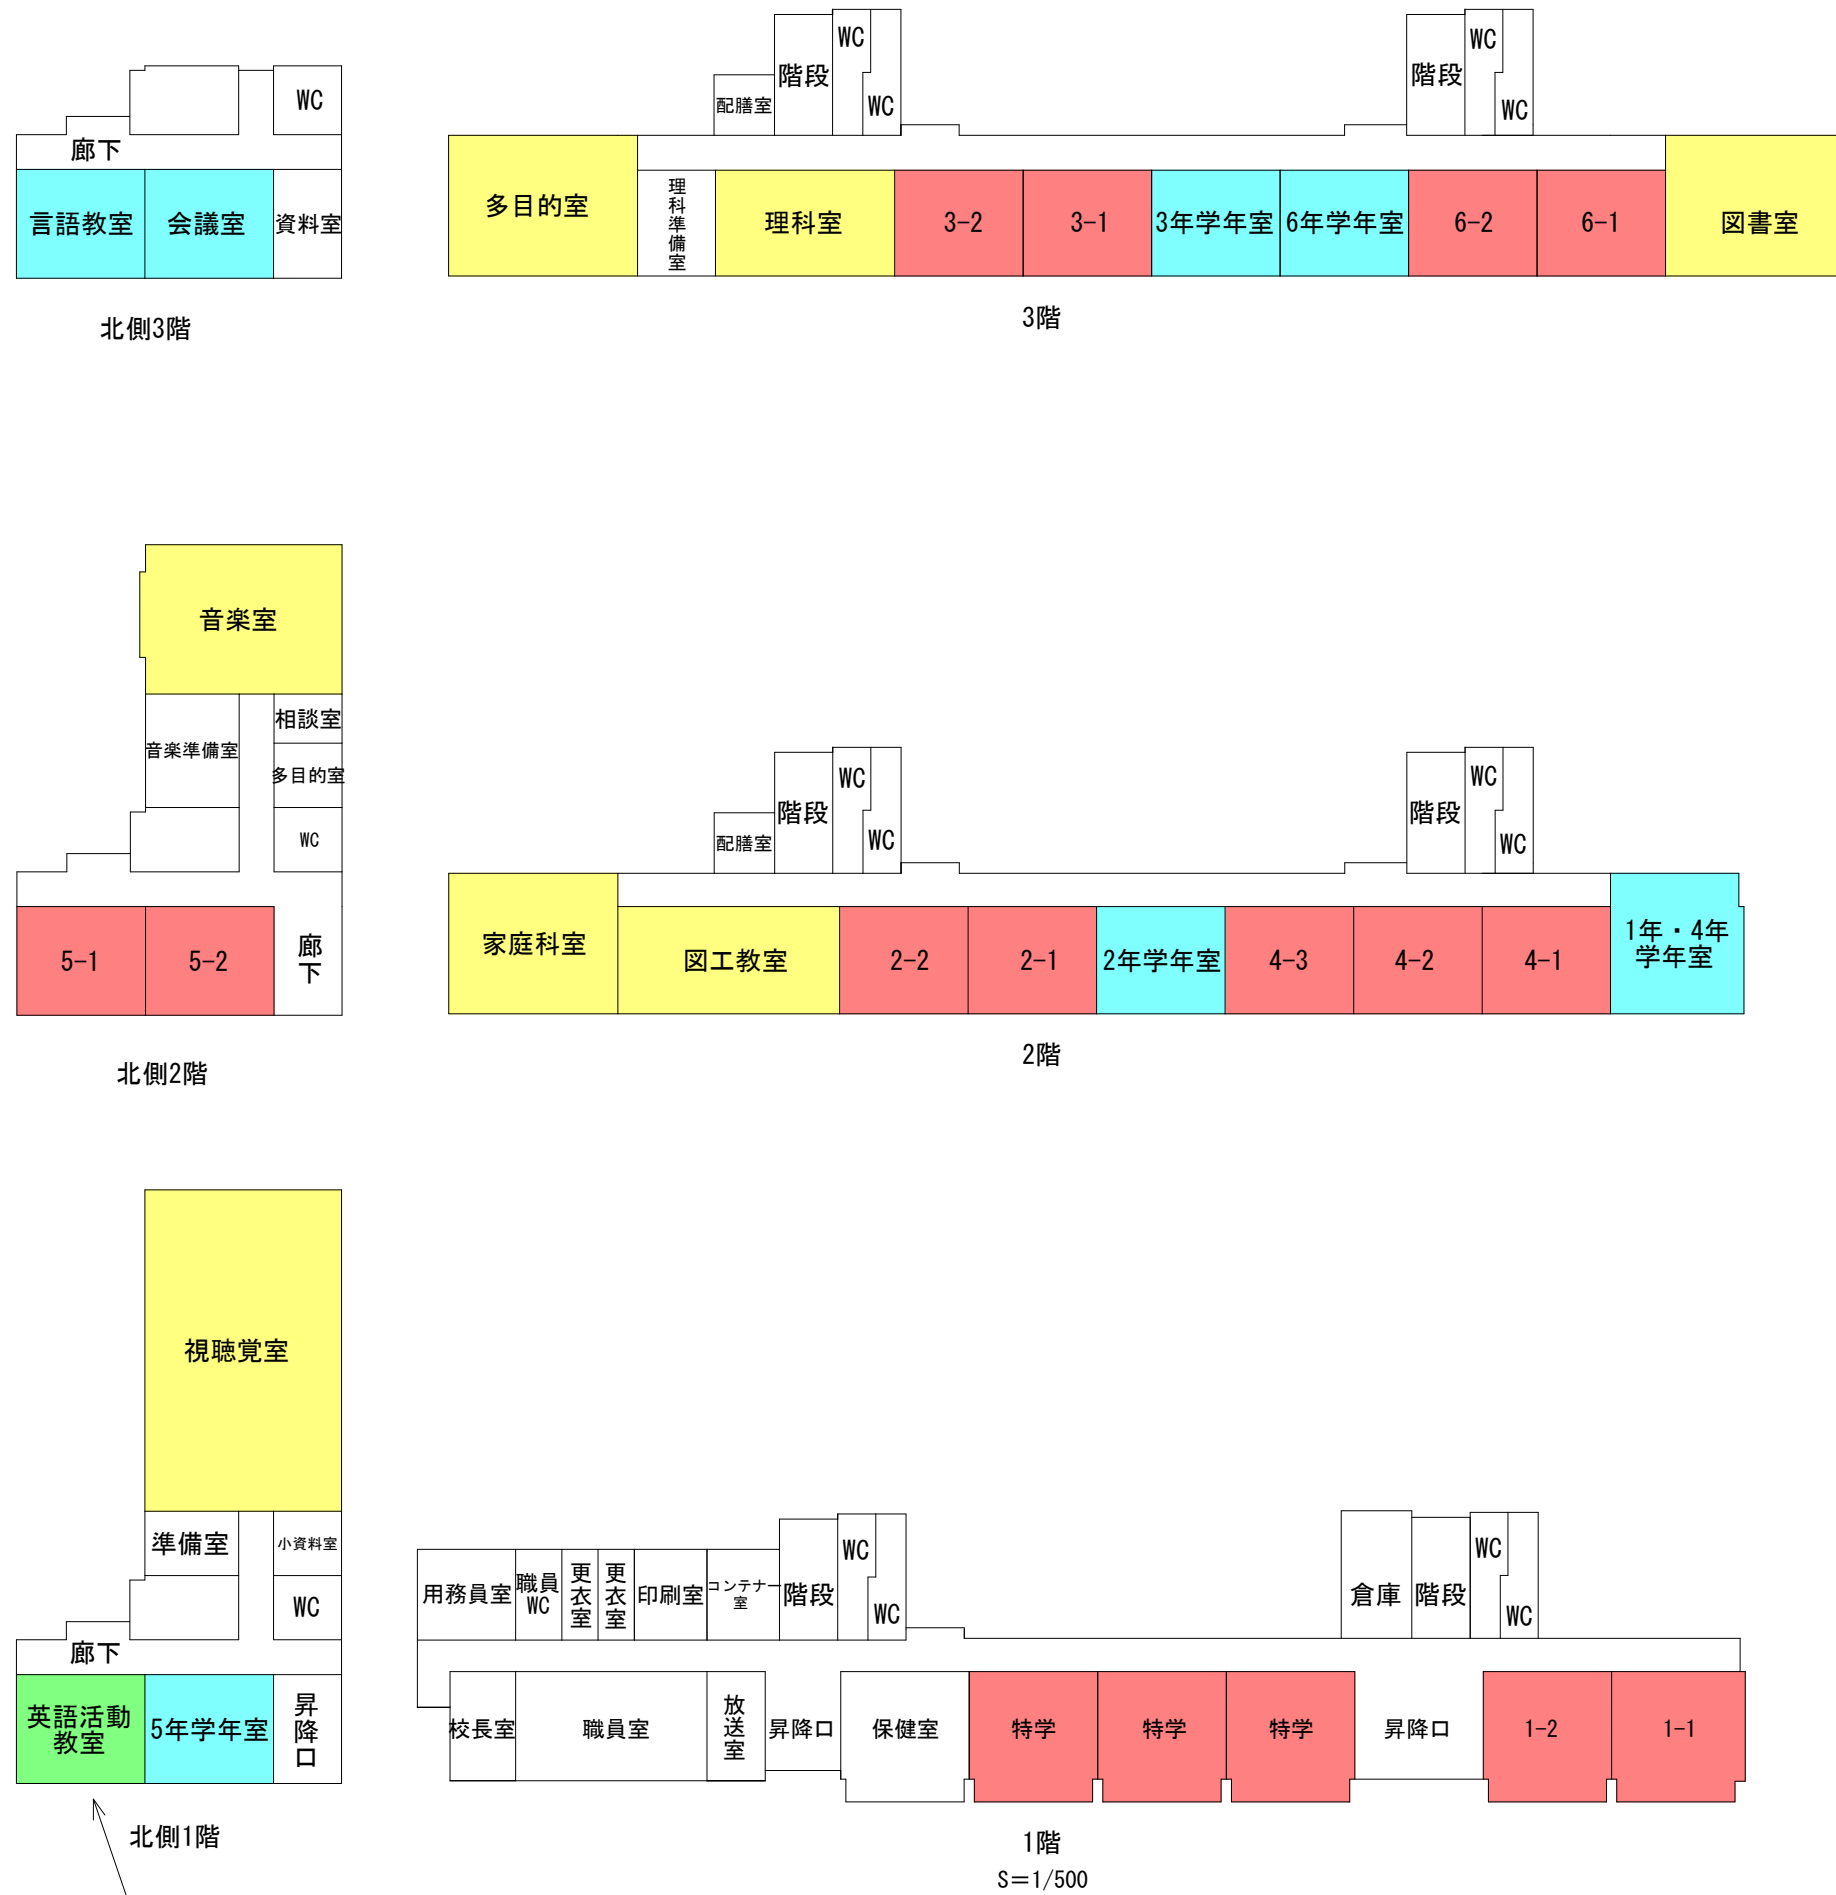 WC
廊下
言語教室
会議室
資料室
北側3階
WC
階段
WC
配膳室
WC
階段
WC
多目的室
理科準備室
理科室
3-2
3-1
3年学年室
6年学年室
6-2
6-1
図書室
3階
音楽室
相談室
音楽準備室
多目的室
WC
5-1
5-2
廊下
北側2階
WC
階段
WC
配膳室
WC
階段
WC
家庭科室
図工教室
2-2
2-1
2年学年室
4-3
4-2
4-1
1年・4年
学年室
2階
視聴覚室
準備室
小資料室
WC
廊下
英語活動
教室
5年学年室
昇降口
北側1階
用務員室
職員
WC
更衣室
更衣室
印刷室
コンテナー
室
階段
WC
WC
倉庫
階段
WC
WC
校長室
職員室
放送室
昇降口
保健室
特学
特学
特学
昇降口
1-2
1-1
1階
S=1/500